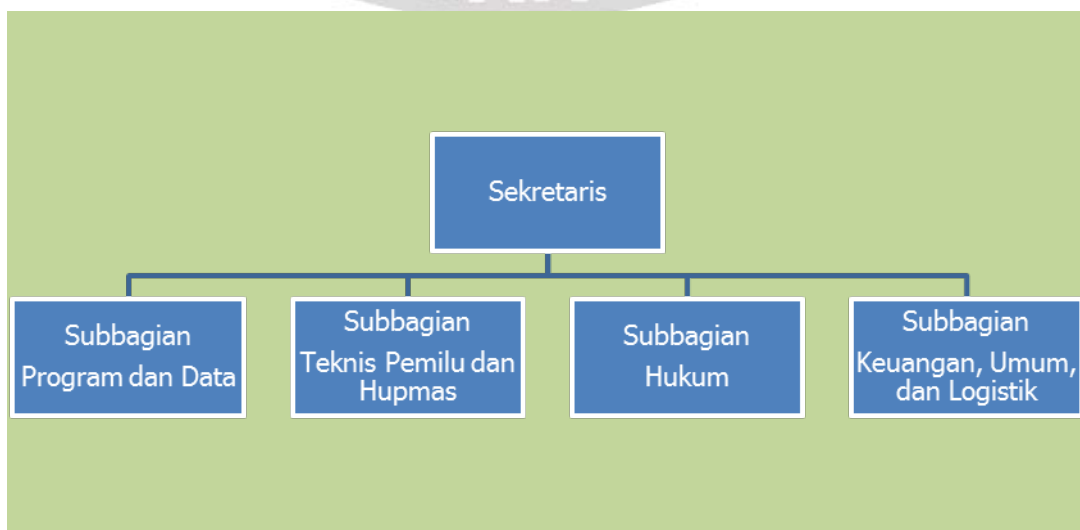 Sekretaris
Subbagian
Program dan Data
Subbagian
Teknis Pemilu dan
Hupmas
Subbagian
Hukum
Subbagian
Keuangan, Umum,
dan Logistik